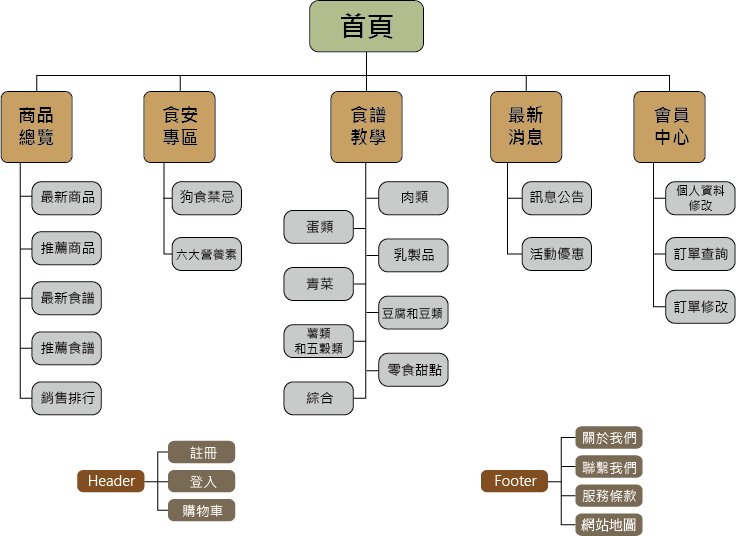 首頁
商品
總覽
食安
專區
食譜
教學
最新
消息
會員
中心
最新商品
推薦商品
最新食譜
推薦食譜
銷售排行
狗食禁忌
六大營養素
肉類
蛋類
乳製品
青菜
豆腐和豆類
薯類
和五穀類
零食甜點
綜合
訊息公告
活動優惠
個人資料
修改
訂單查詢
訂單修改
Header
註冊
登入
購物車
Footer
關於我們
聯繫我們
服務條款
網站地圖